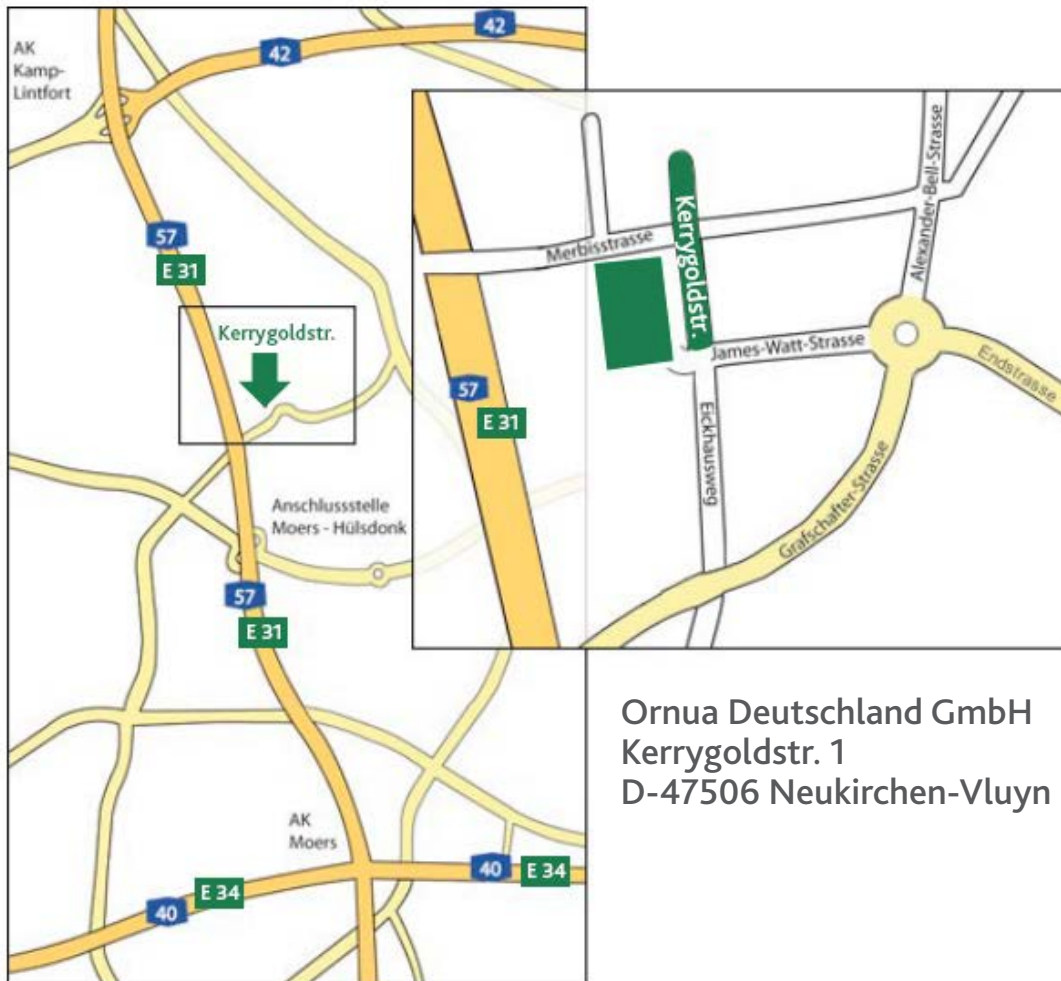 AK
Kamp-
Lintfort
42
42
57
E 31
Kerrygoldstr.
Anschlussstelle
Moers - Hülsdonk
57
E 31
AK
Moers
40
E 34
40
E 34
Merbisstrasse
Kerrygoldstr.
Alexander-Bell-Strasse
James-Watt-Strasse
Endstrasse
57
E 31
Eickhausweg
Grafschafter-Strasse
Ornua Deutschland GmbH
Kerrygoldstr. 1
D-47506 Neukirchen-Vluyn